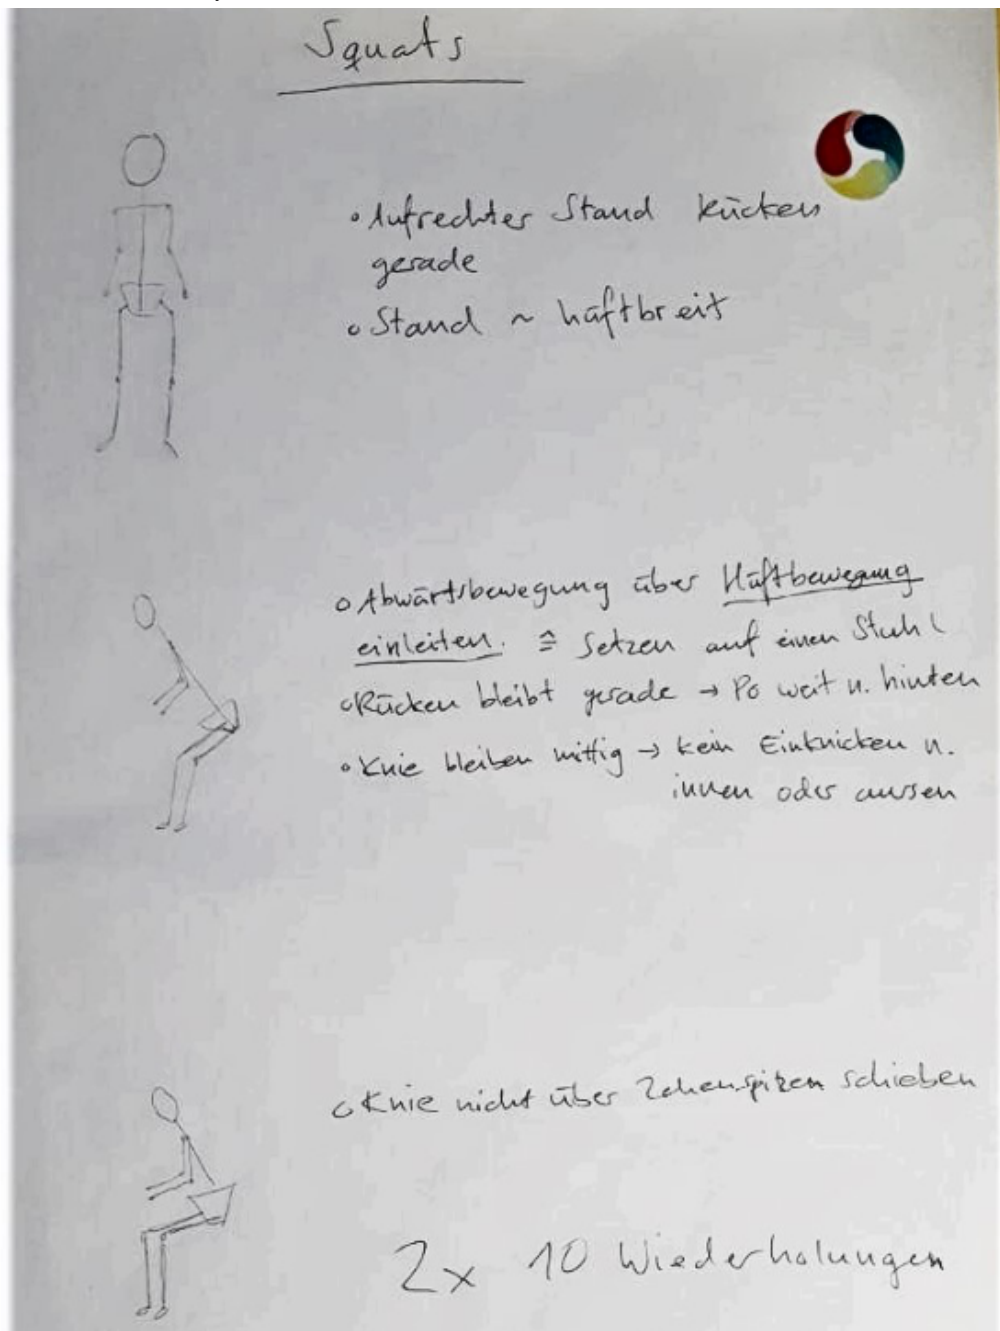 Squats
• Aufrechter Stand Rücken
gerade
• Stand ~ hüftbreit
• Abwärtsbewegung über Hüftbewegung
einleiten. ≙ Setzen auf einen Stuhl
• Rücken bleibt gerade → Po weit n. hinten
• Knie bleiben mittig → kein Einknicken n.
innen oder aussen
• Knie nicht über Zehenspitzen schieben
2x 10 Wiederholungen